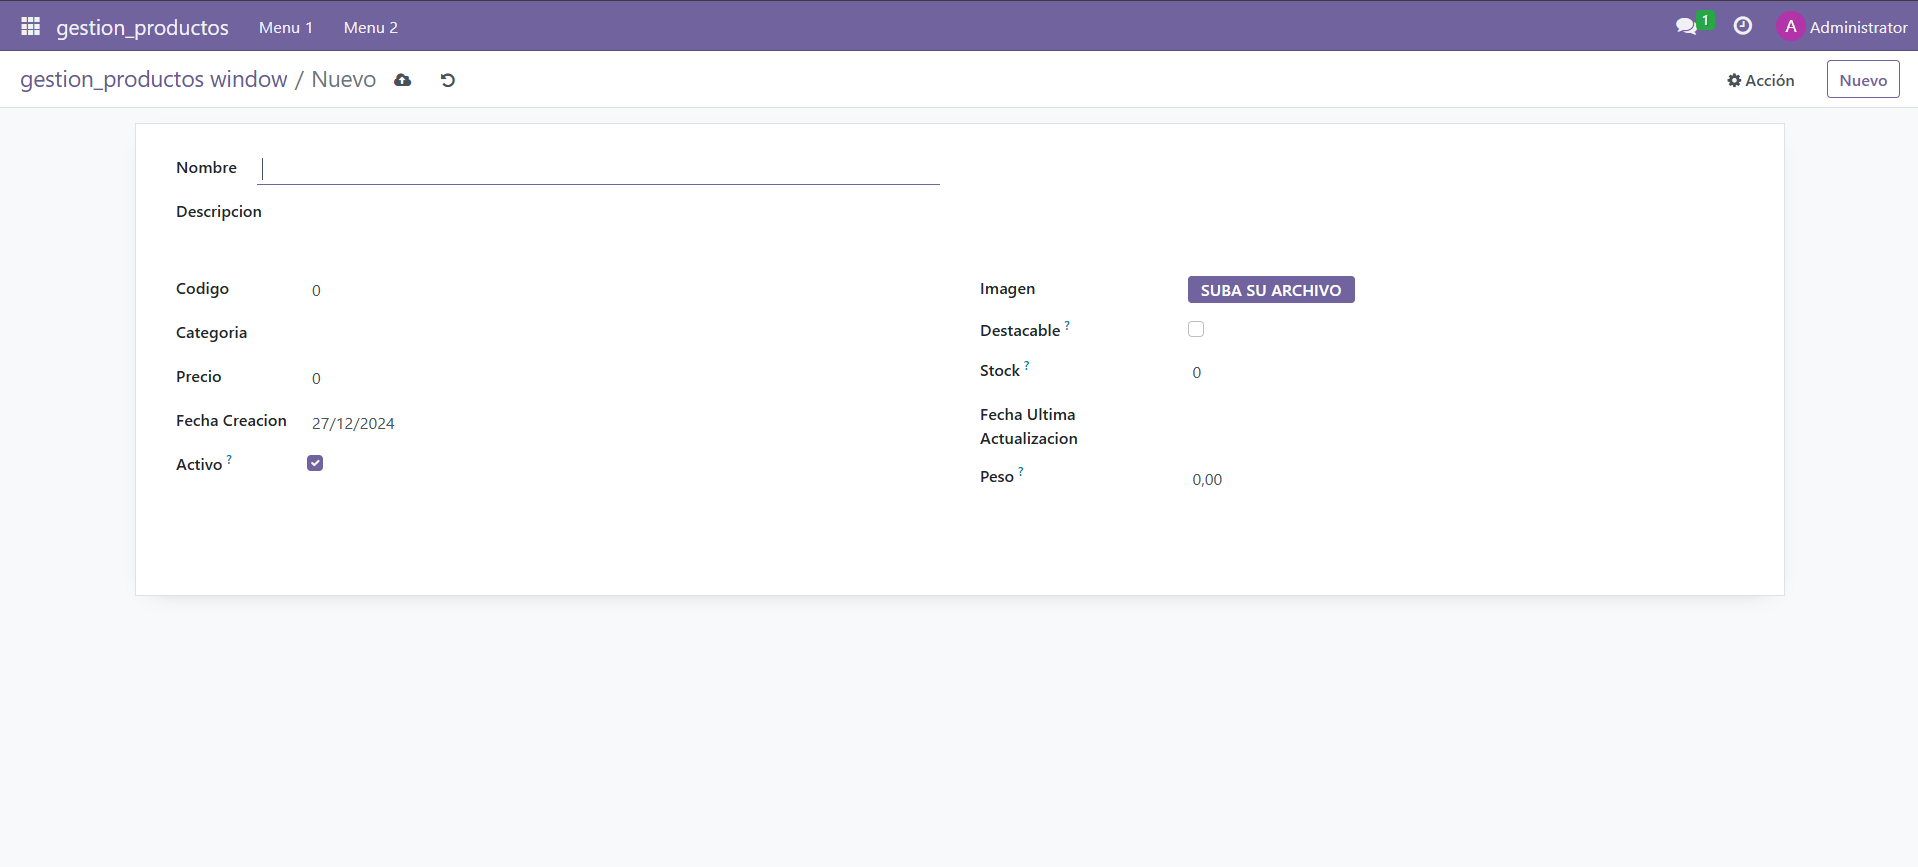 gestion_productos Menu 1 Menu 2 1 A Administrator
gestion_productos window / Nuevo Acción Nuevo
Nombre
Descripcion
Codigo 0
Categoria
Precio 0
Fecha Creacion 27/12/2024
Activo ?
Imagen SUBA SU ARCHIVO
Destacable ?
Stock ? 0
Fecha Ultima
Actualizacion
Peso ? 0,00